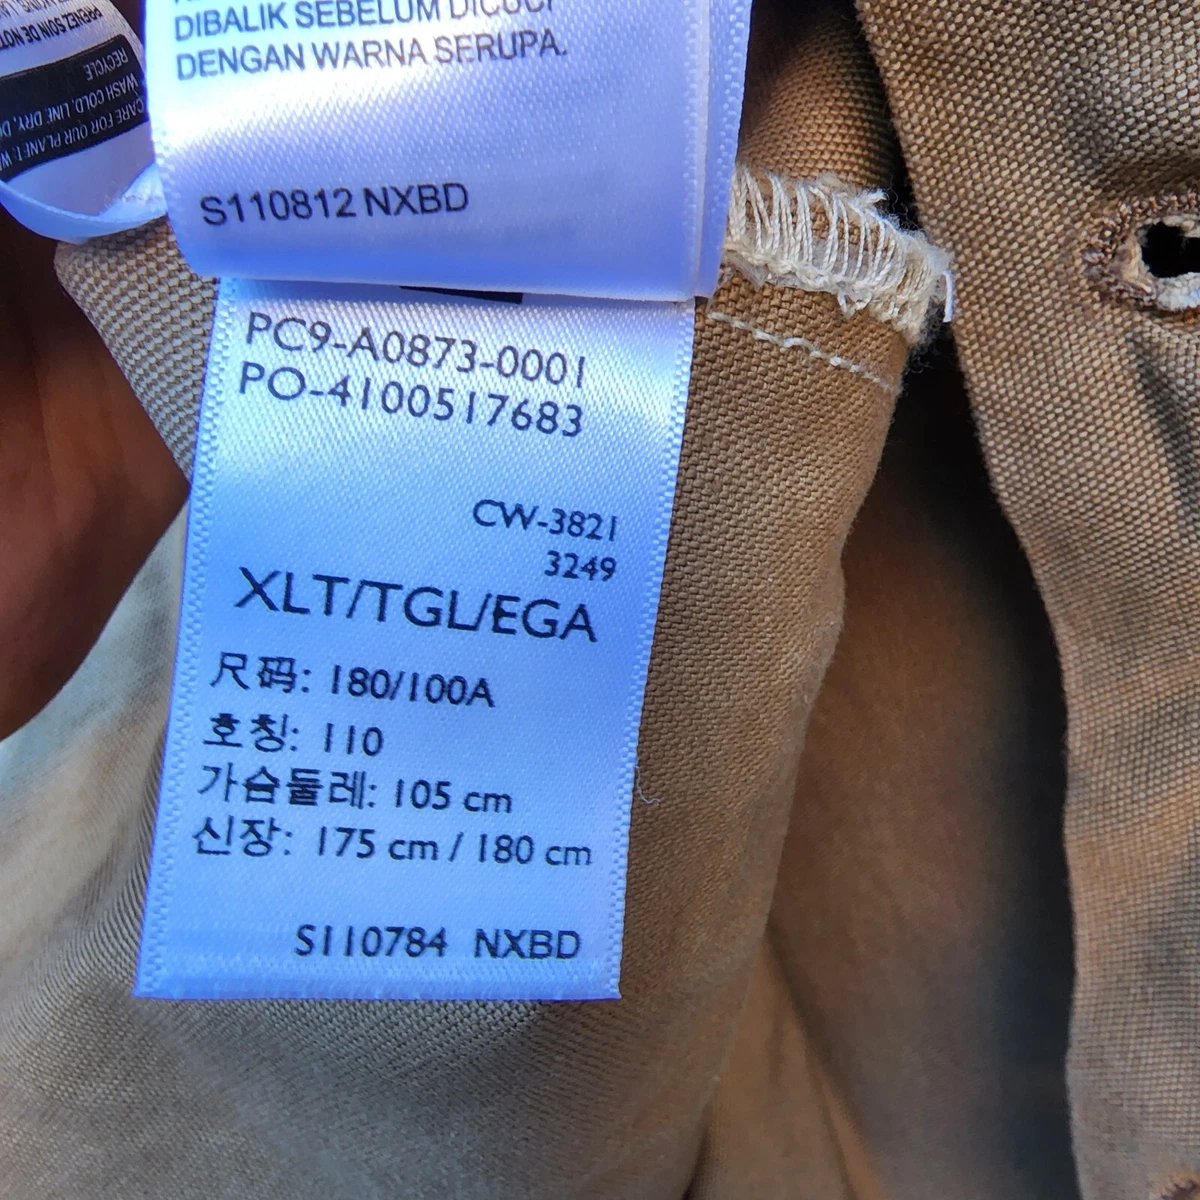 DIBALIK SEBELUM DICUCI
DENGAN WARNA SERUPA.
S110812 NXBD
CARE FOR OUR PLANET:
WASH COLD, LINE DRY,
RECYCLE
PC9-A0873-0001
PO-4100517683
CW-3821
3249
XLT/TGL/EGA
尺码: 180/100A
호칭: 110
가슴둘레: 105 cm
신장: 175 cm / 180 cm
S110784 NXBD